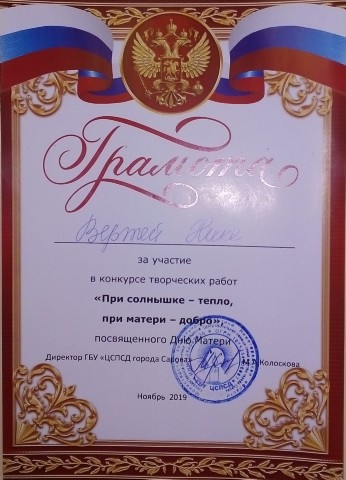 Грамота
Вертей
за участие
в конкурсе творческих работ
«При солнышке – тепло,
при матери – добро»,
посвященного Дню Матери
Директор ГБУ «ЦСПСД города Сарова» М.А.Колоскова
ЦСПСД
Ноябрь 2019